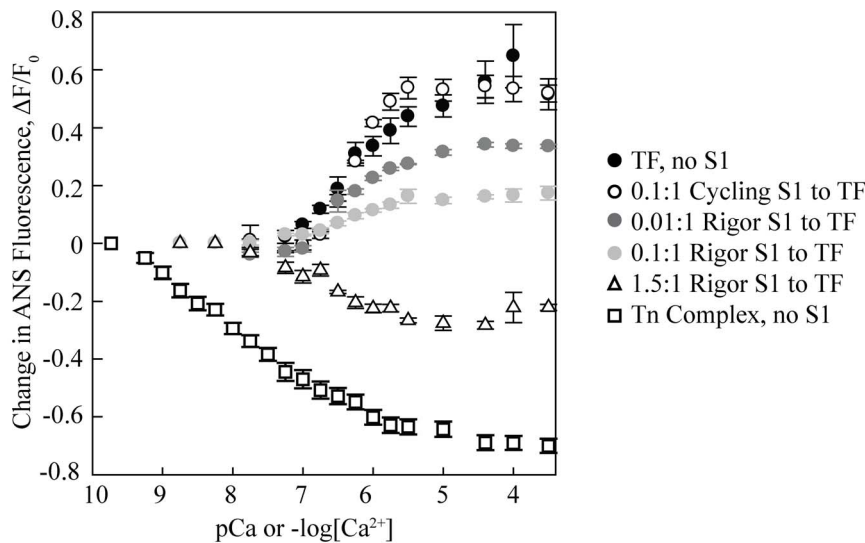 Change in ANS Fluorescence, ΔF/F0
0.8
0.6
0.4
0.2
0
-0.2
-0.4
-0.6
-0.8
10 9 8 7 6 5 4
pCa or -log[Ca²⁺]
TF, no S1
0.1:1 Cycling S1 to TF
0.01:1 Rigor S1 to TF
0.1:1 Rigor S1 to TF
1.5:1 Rigor S1 to TF
Tn Complex, no S1